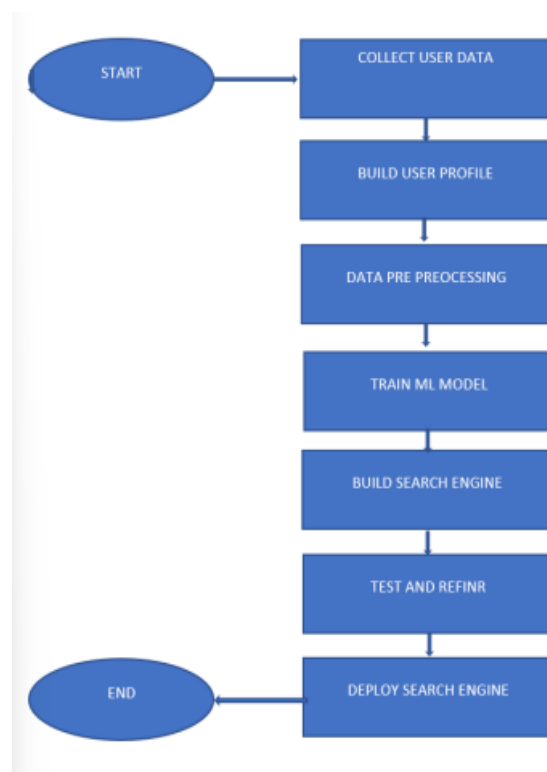 START
COLLECT USER DATA
BUILD USER PROFILE
DATA PRE PREOCESSING
TRAIN ML MODEL
BUILD SEARCH ENGINE
TEST AND REFINR
DEPLOY SEARCH ENGINE
END